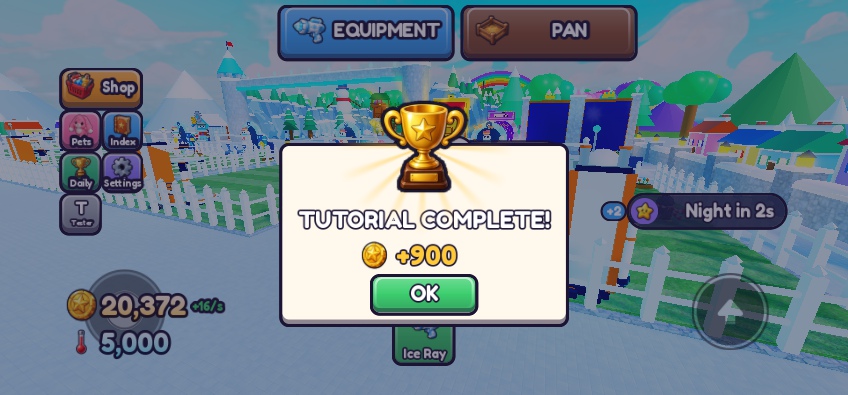 EQUIPMENT
PAN
Shop
Pets
Index
Daily
Settings
T
Tester
+2
Night in 2s
TUTORIAL COMPLETE!
+900
OK
20,372 +16/s
5,000
Ice Ray